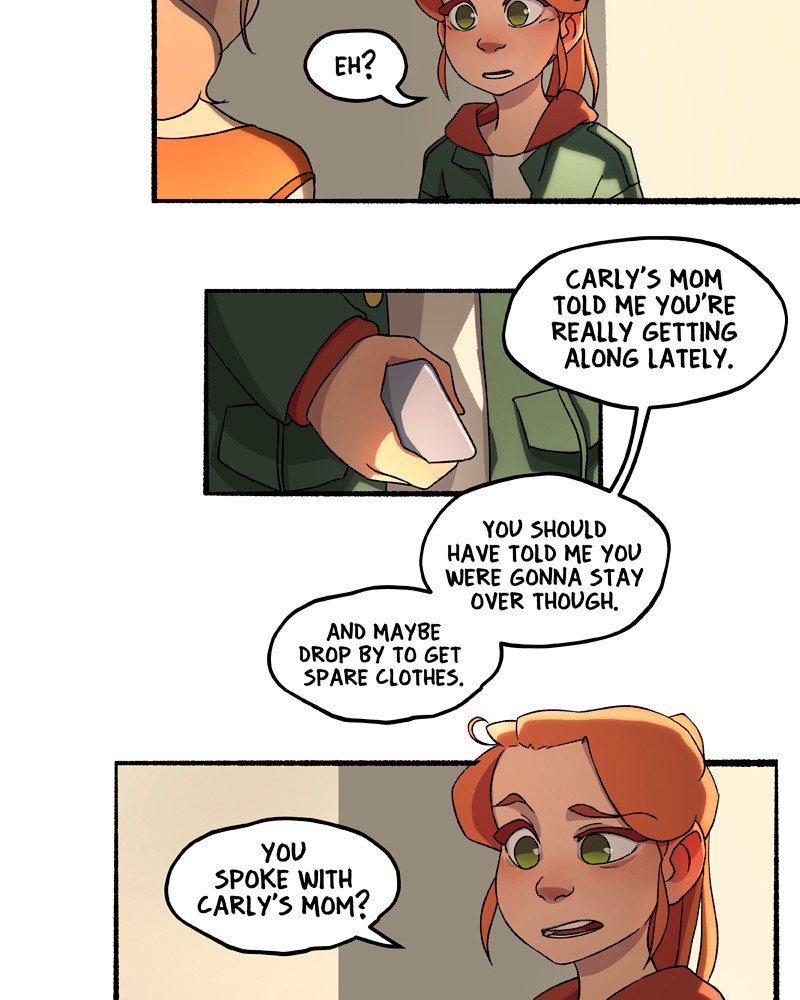 EH?
CARLY'S MOM
TOLD ME YOU'RE
REALLY GETTING
ALONG LATELY.
YOU SHOULD
HAVE TOLD ME YOU
WERE GONNA STAY
OVER THOUGH.
AND MAYBE
DROP BY TO GET
SPARE CLOTHES.
YOU
SPOKE WITH
CARLY'S MOM?